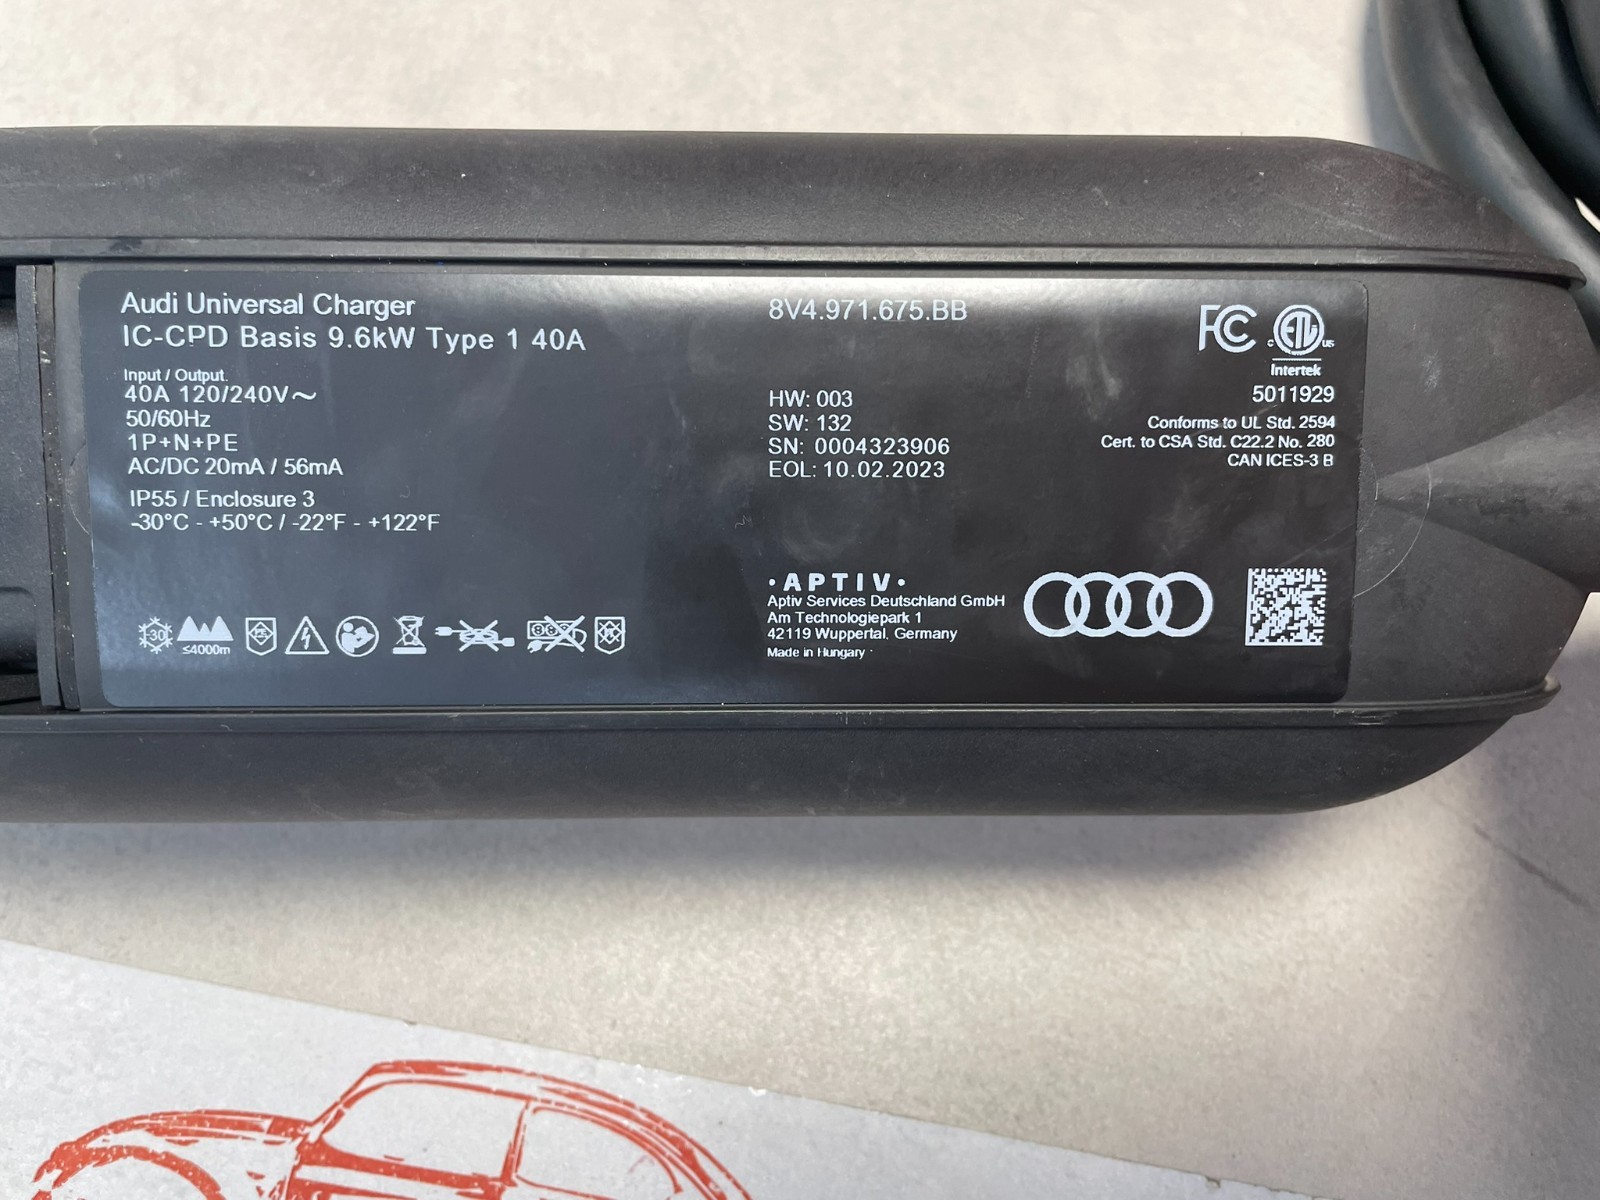 Audi Universal Charger
IC-CPD Basis 9.6kW Type 1 40A
Input / Output
40A 120/240V~
50/60Hz
1P+N+PE
AC/DC 20mA / 56mA
IP55 / Enclosure 3
-30°C - +50°C / -22°F - +122°F
-30
≤4000m
8V4.971.675.BB
HW: 003
SW: 132
SN: 0004323906
EOL: 10.02.2023
·APTIV·
Aptiv Services Deutschland GmbH
Am Technologiepark 1
42119 Wuppertal, Germany
Made in Hungary
FC
C ETL US
Intertek
5011929
Conforms to UL Std. 2594
Cert. to CSA Std. C22.2 No. 280
CAN ICES-3 B